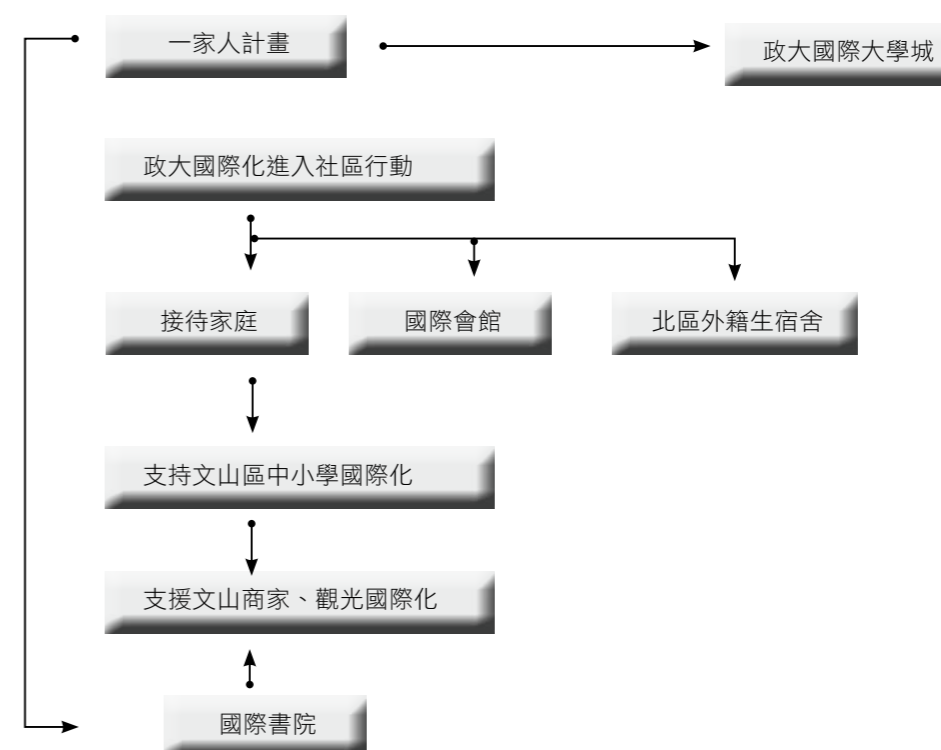 一家人計畫
政大國際大學城
政大國際化進入社區行動
接待家庭
國際會館
北區外籍生宿舍
支持文山區中小學國際化
支援文山商家、觀光國際化
國際書院